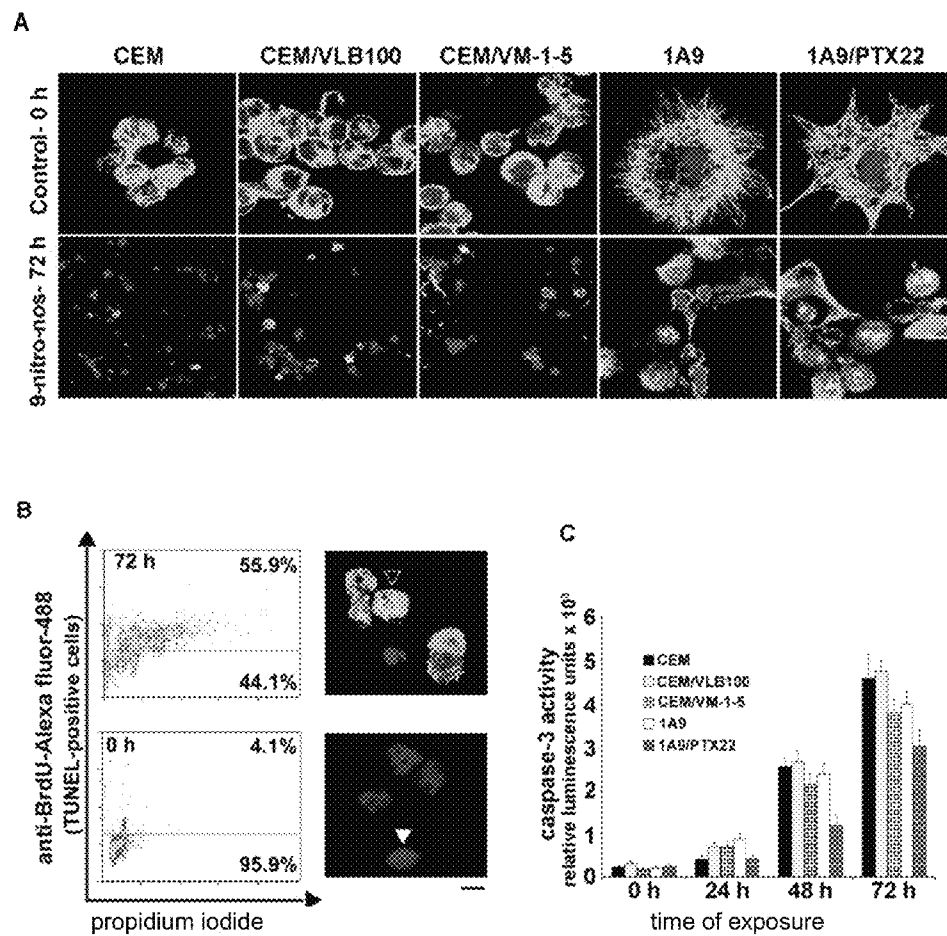 A
CEM CEM/VLB100 CEM/VM-1-5 1A9 1A9/PTX22
Control- 0 h
9-nitro-nos- 72 h
B
anti-BrdU-Alexa fluor-488
(TUNEL-positive cells)
72 h 55.9%
44.1%
0 h 4.1%
95.9%
propidium iodide
C
caspase-3 activity
relative luminescence units x 10³
6
5
4
3
2
1
0
CEM
CEM/VLB100
CEM/VM-1-5
1A9
1A9/PTX22
0 h 24 h 48 h 72 h
time of exposure